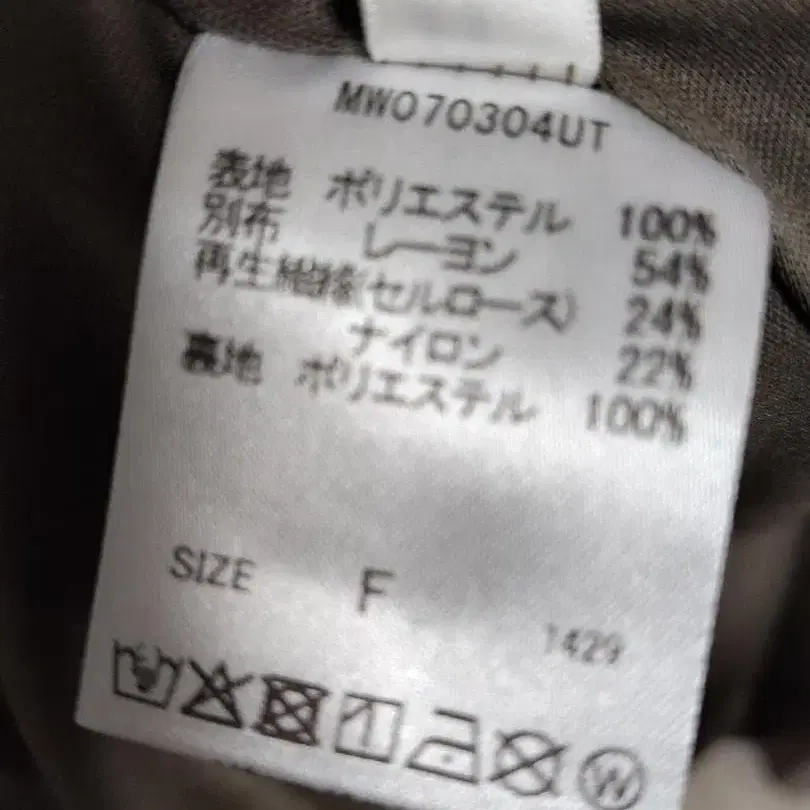 MW070304UT
表地 ポリエステル 100%
別布 レーヨン 54%
再生繊維(セルロース) 24%
ナイロン 22%
裏地 ポリエステル 100%
SIZE F
1429
W